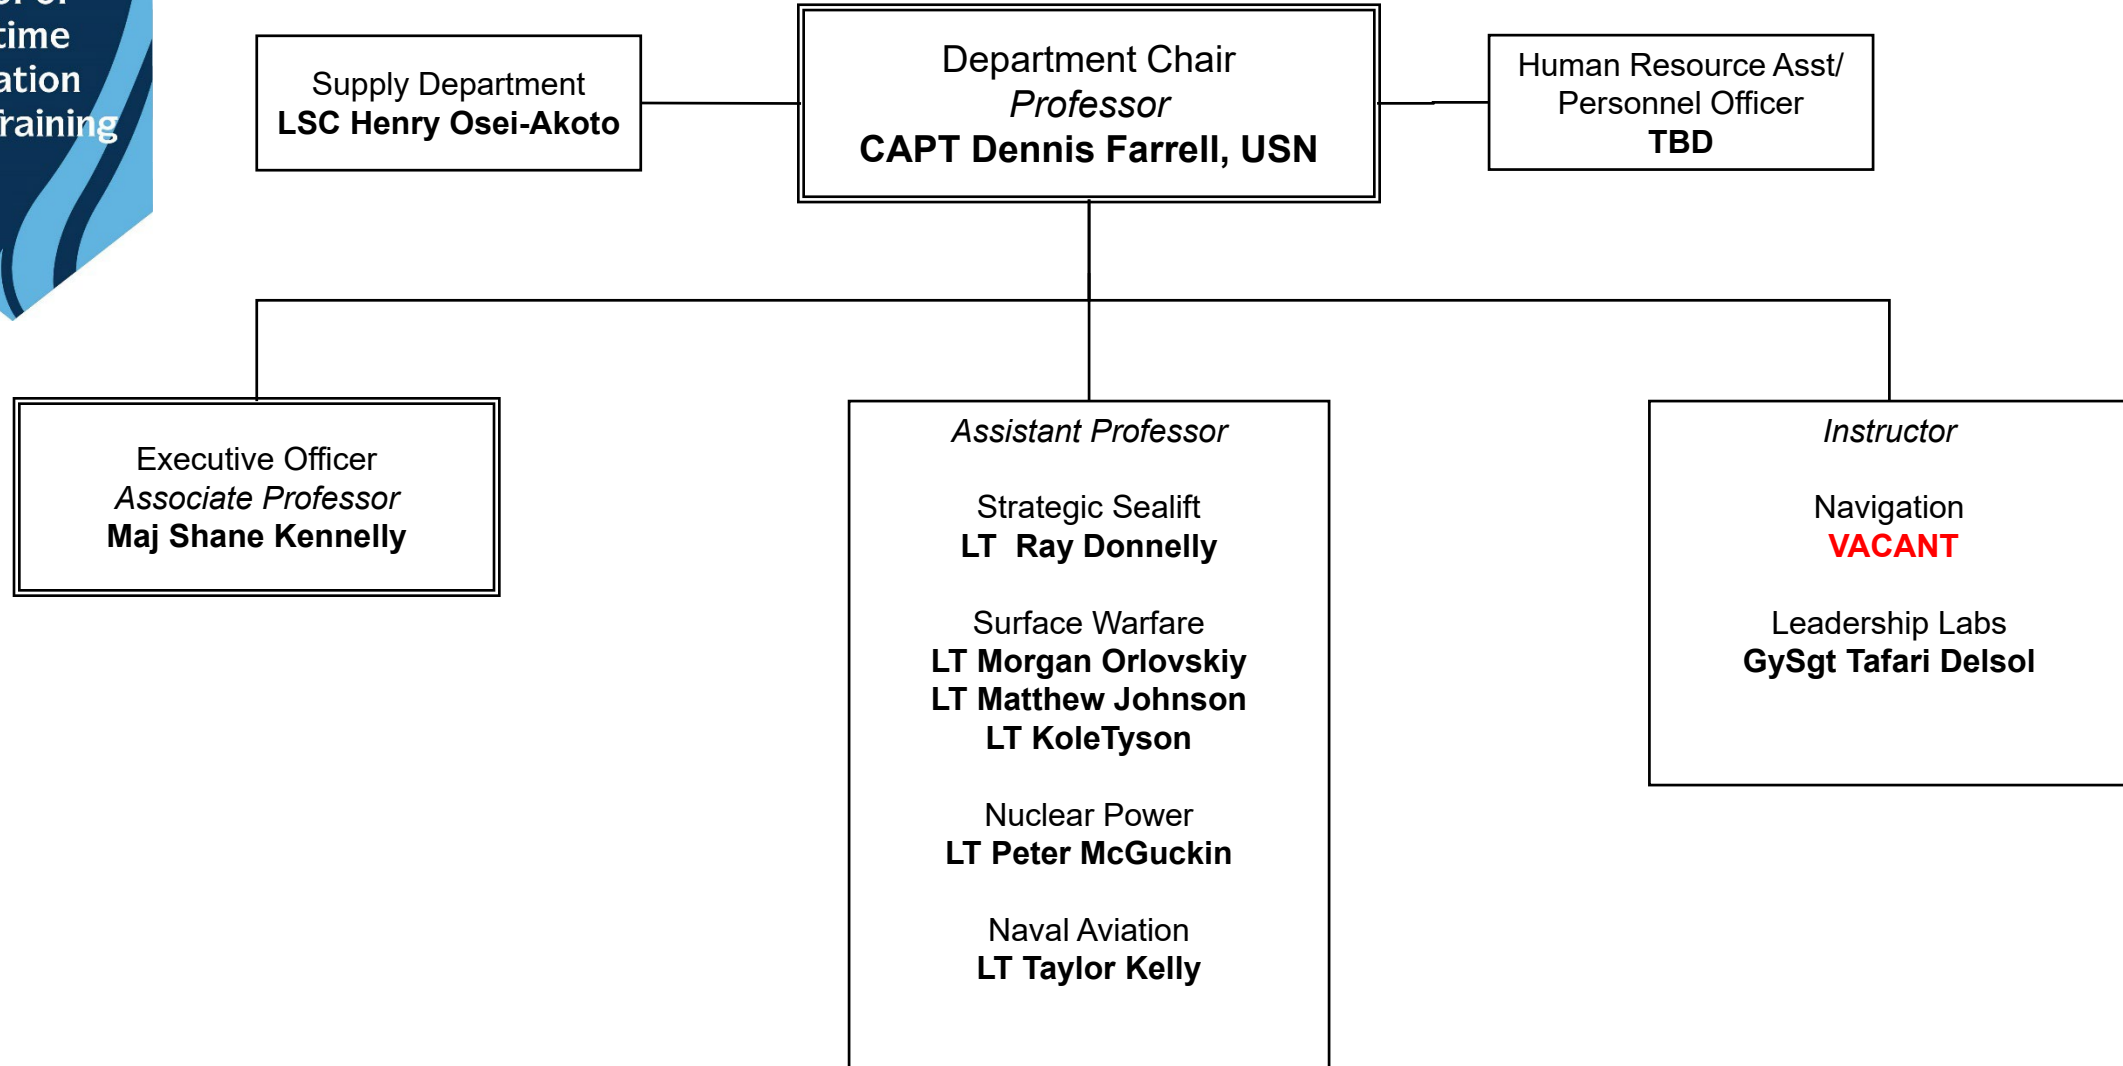 time
raining
Supply Department
LSC Henry Osei-Akoto
Department Chair
Professor
CAPT Dennis Farrell, USN
Human Resource Asst/
Personnel Officer
TBD
Executive Officer
Associate Professor
Maj Shane Kennelly
Assistant Professor
Strategic Sealift
LT  Ray Donnelly
Surface Warfare
LT Morgan Orlovskiy
LT Matthew Johnson
LT KoleTyson
Nuclear Power
LT Peter McGuckin
Naval Aviation
LT Taylor Kelly
Instructor
Navigation
VACANT
Leadership Labs
GySgt Tafari Delsol